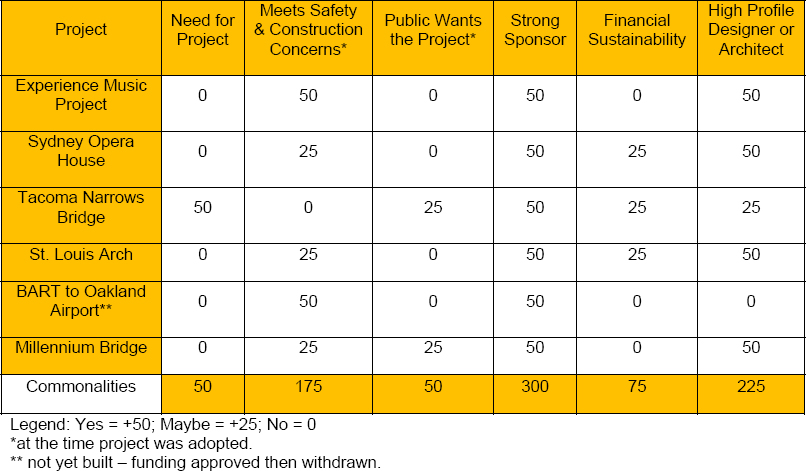 Project Need for Project Meets Safety & Construction Concerns* Public Wants the Project* Strong Sponsor Financial Sustainability High Profile Designer or Architect
Experience Music Project 0 50 0 50 0 50
Sydney Opera House 0 25 0 50 25 50
Tacoma Narrows Bridge 50 0 25 50 25 25
St. Louis Arch 0 25 0 50 25 50
BART to Oakland Airport** 0 50 0 50 0 0
Millennium Bridge 0 25 25 50 0 50
Commonalities 50 175 50 300 75 225
Legend: Yes = +50; Maybe = +25; No = 0
*at the time project was adopted.
** not yet built – funding approved then withdrawn.